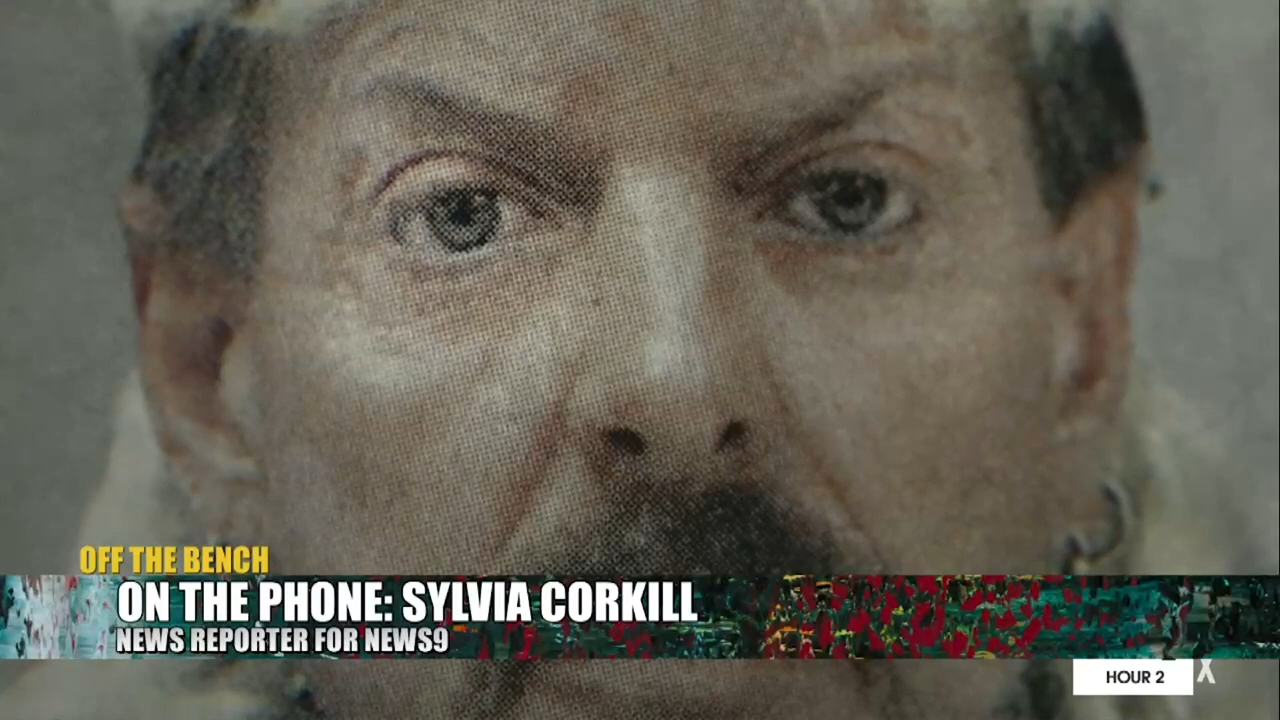 OFF THE BENCH
ON THE PHONE: SYLVIA CORKILL
NEWS REPORTER FOR NEWS9
HOUR 2
X